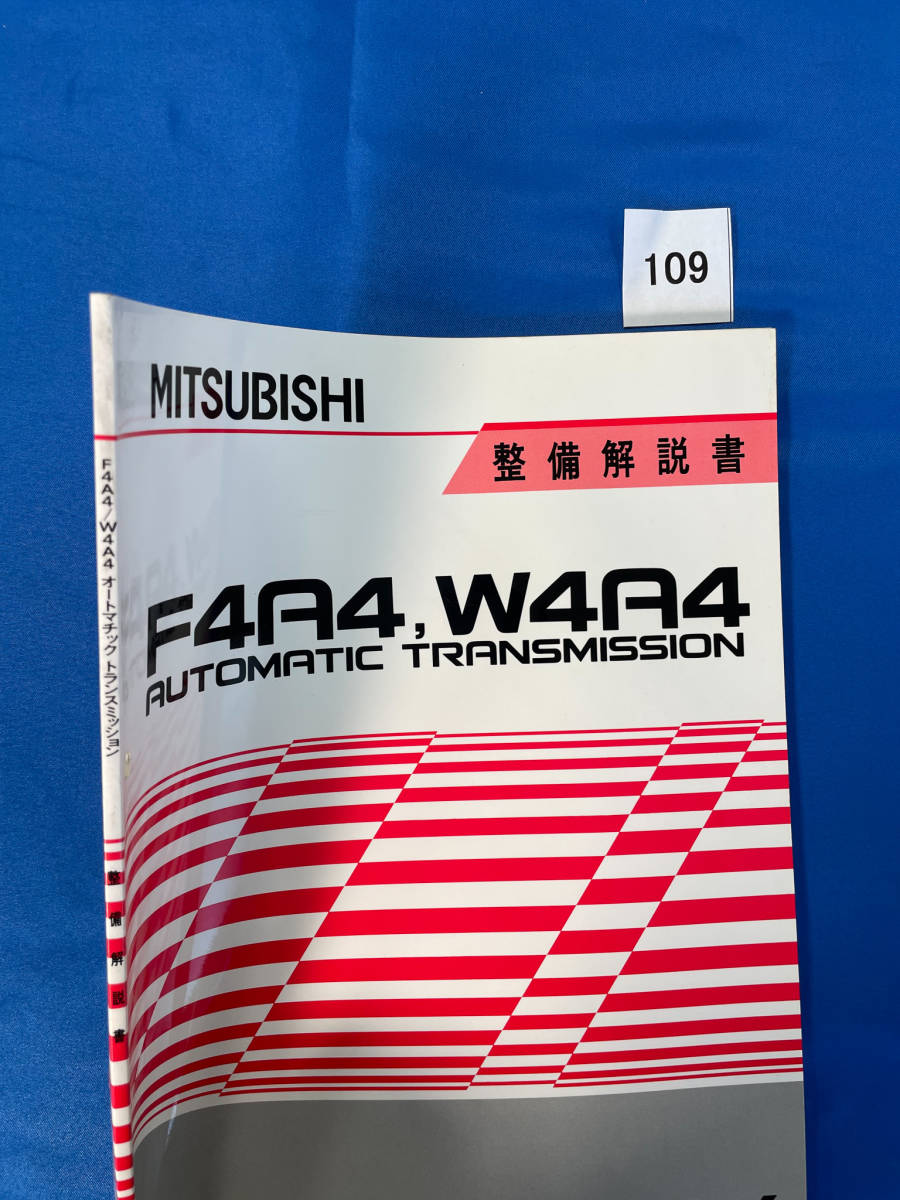 109
MITSUBISHI
整備解説書
F4A4, W4A4
AUTOMATIC TRANSMISSION
F4A4/W4A4 オートマチック トランスミッション
整備解説書